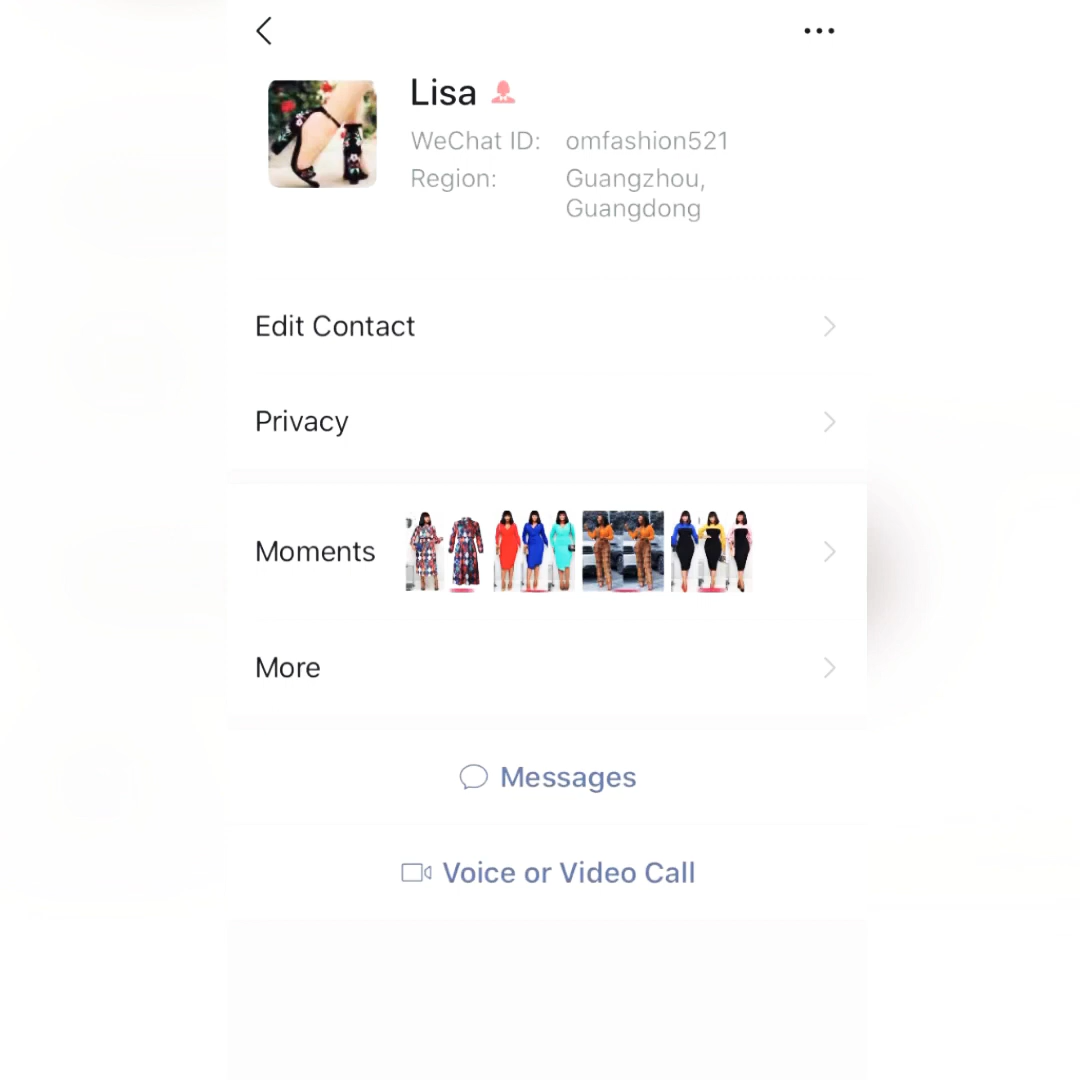 Lisa
WeChat ID: omfashion521
Region: Guangzhou,
Guangdong
Edit Contact
Privacy
Moments
More
Messages
Voice or Video Call